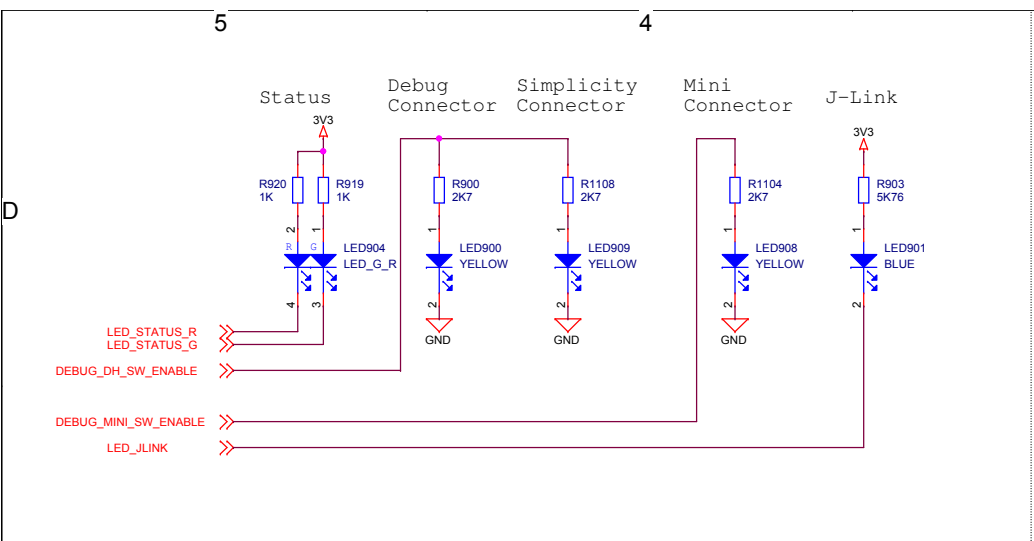 5
4
D
Status
Debug
Connector
Simplicity
Connector
Mini
Connector
J-Link
3V3
3V3
R920
1K
R919
1K
R900
2K7
R1108
2K7
R1104
2K7
R903
5K76
2
1
1
1
1
1
R
G
LED904
LED_G_R
LED900
YELLOW
LED909
YELLOW
LED908
YELLOW
LED901
BLUE
4
3
2
2
2
2
GND
GND
GND
LED_STATUS_R
LED_STATUS_G
DEBUG_DH_SW_ENABLE
DEBUG_MINI_SW_ENABLE
LED_JLINK